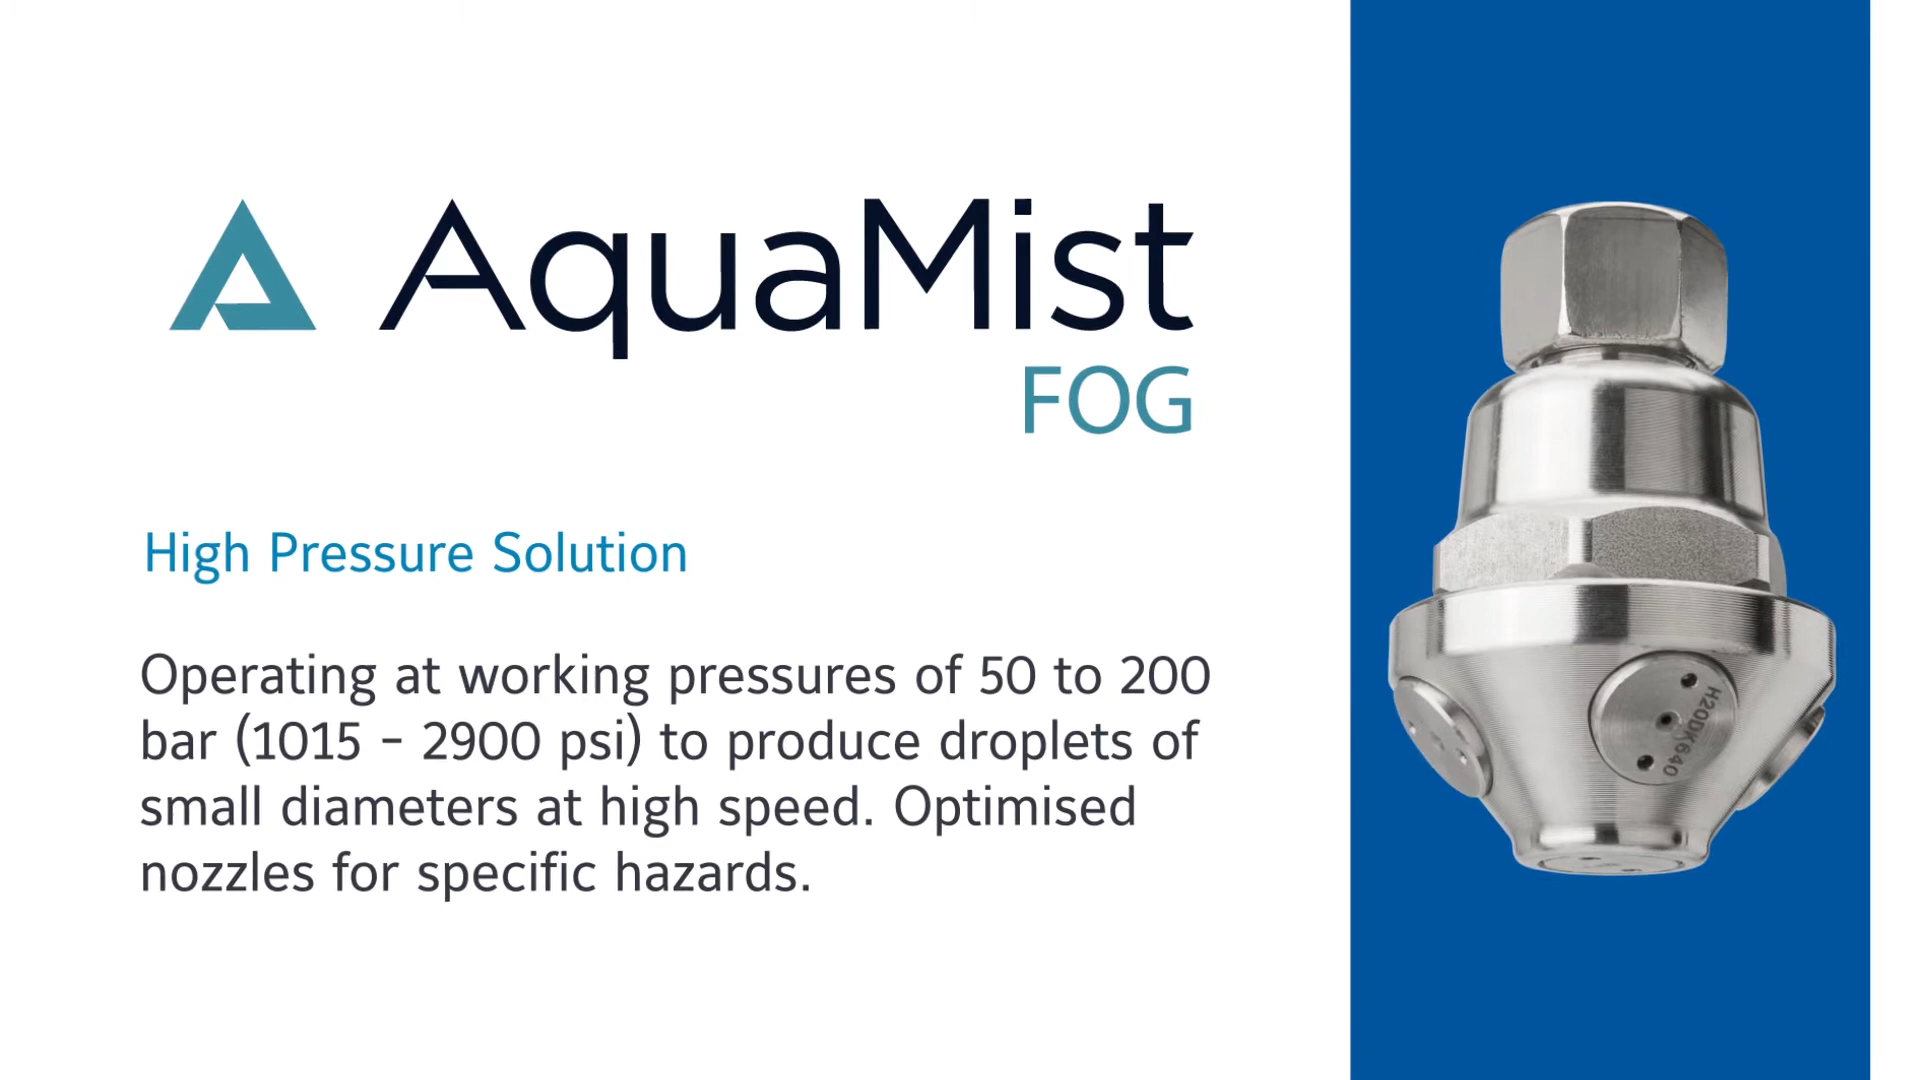 AquaMist
FOG
High Pressure Solution
Operating at working pressures of 50 to 200
bar (1015 - 2900 psi) to produce droplets of
small diameters at high speed. Optimised
nozzles for specific hazards.
H20DK640